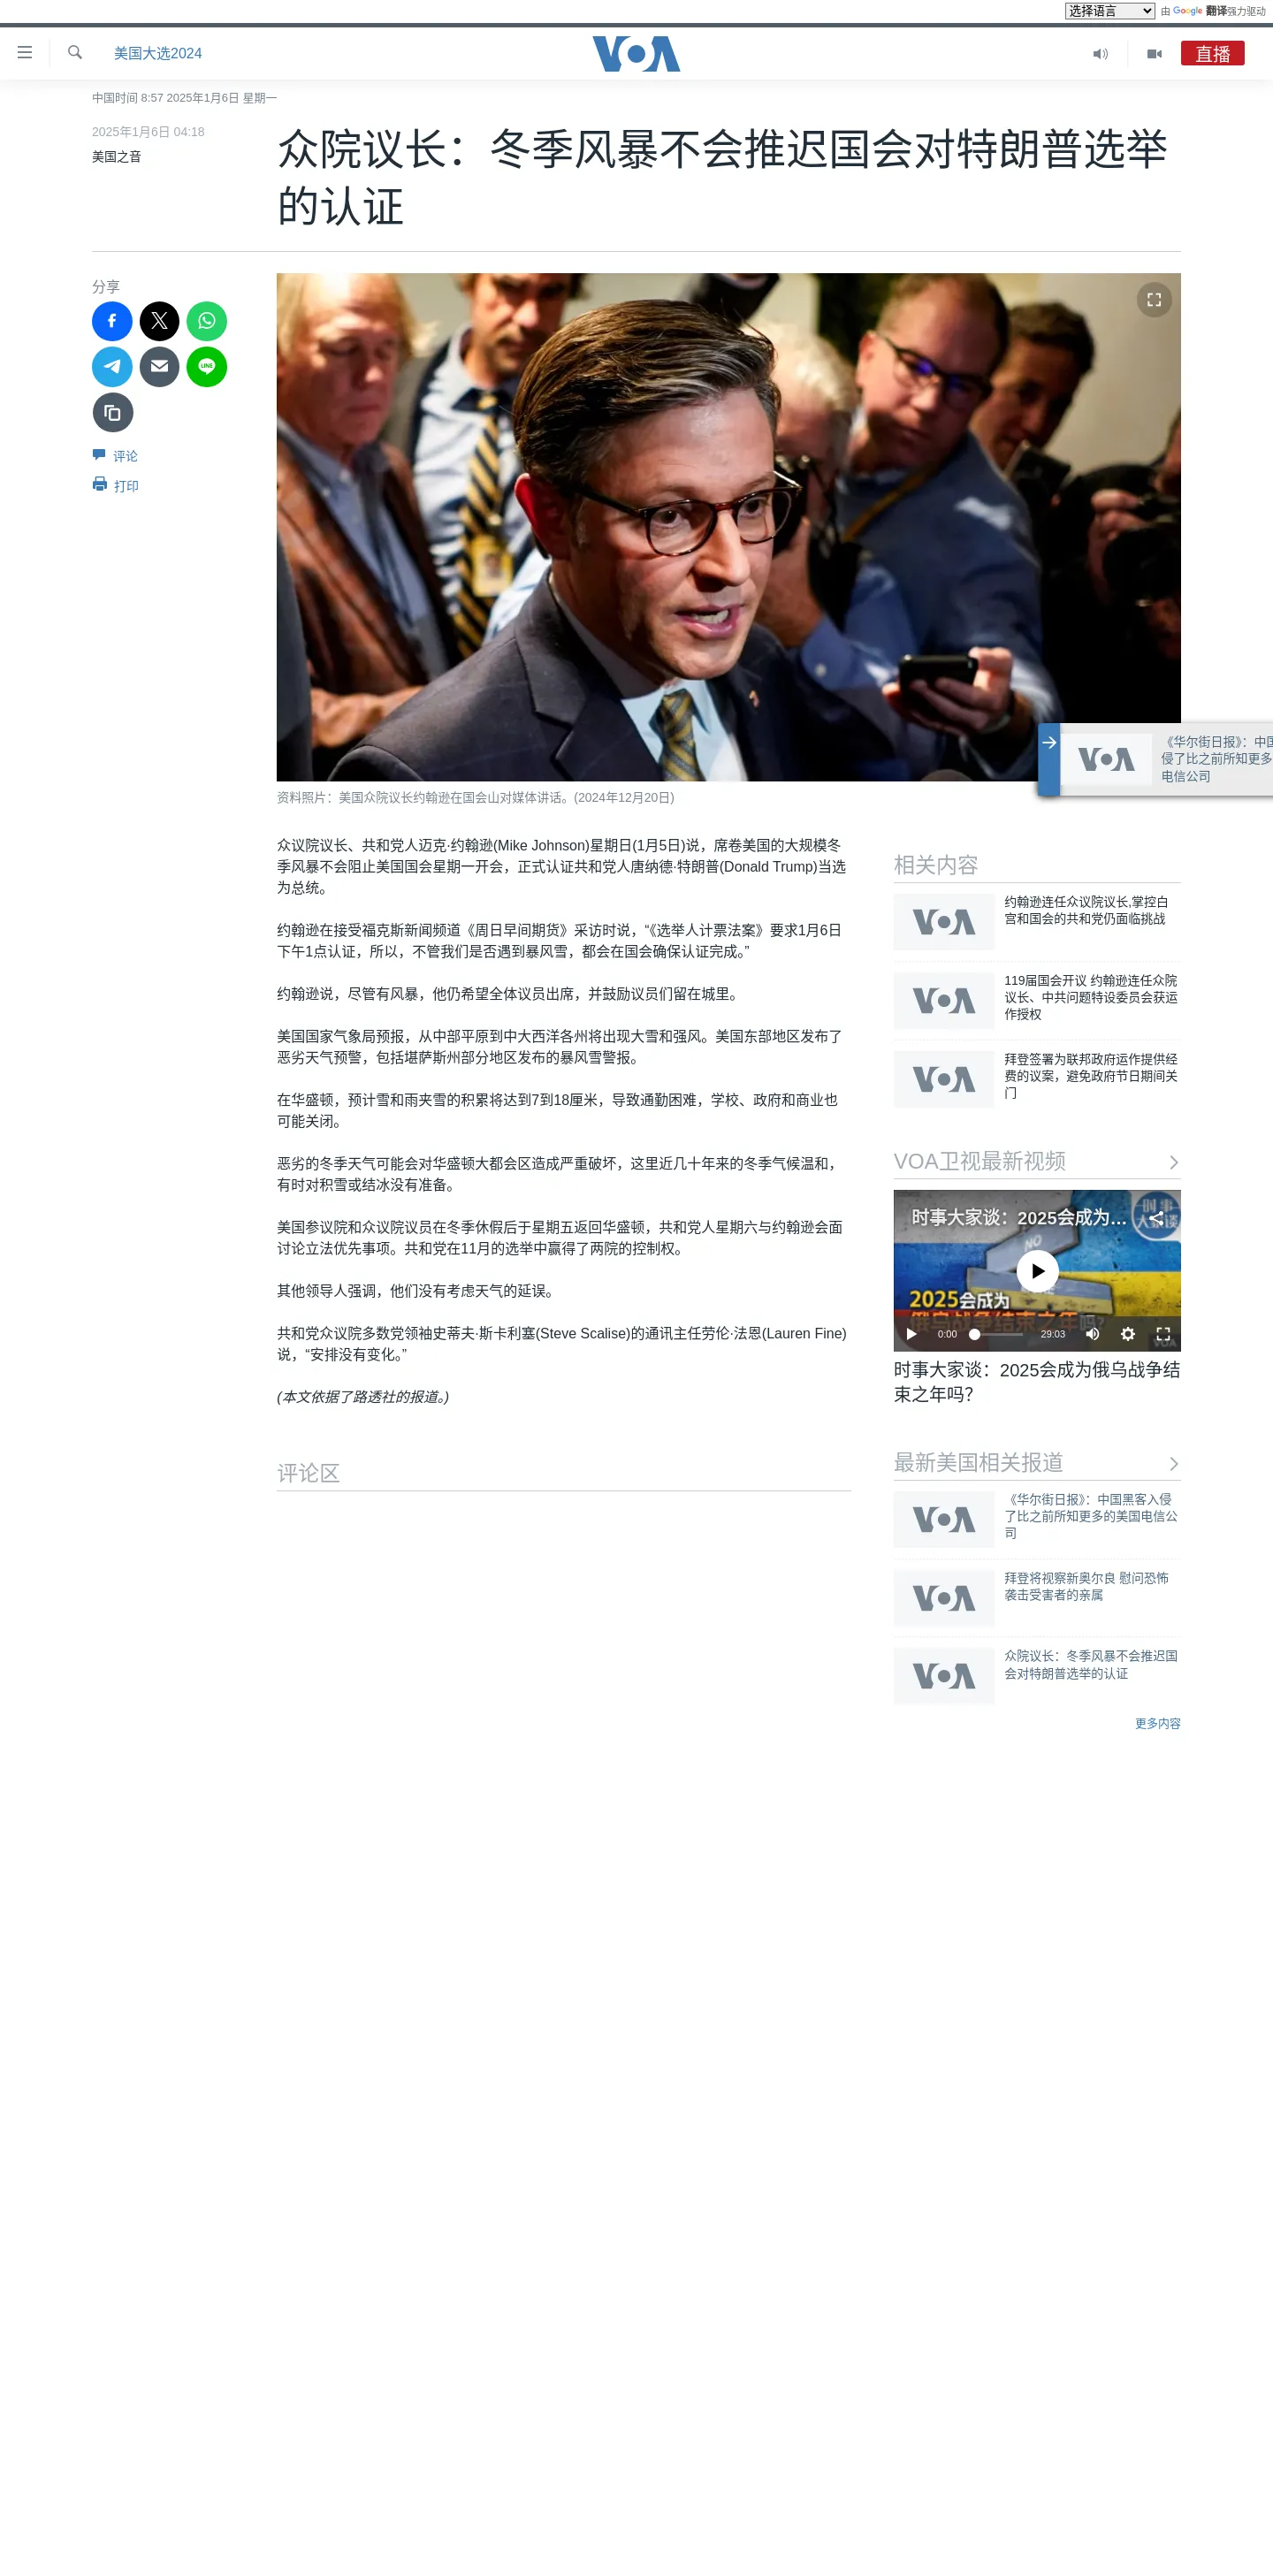 选择语言 由 Google 翻译强力驱动
美国大选2024
VOA
直播
中国时间 8:57 2025年1月6日 星期一
2025年1月6日 04:18
美国之音
众院议长：冬季风暴不会推迟国会对特朗普选举
的认证
分享
LINE
评论
打印
《华尔街日报》：中国
侵了比之前所知更多
电信公司
VOA
资料照片：美国众院议长约翰逊在国会山对媒体讲话。(2024年12月20日)
众议院议长、共和党人迈克·约翰逊(Mike Johnson)星期日(1月5日)说，席卷美国的大规模冬
季风暴不会阻止美国国会星期一开会，正式认证共和党人唐纳德·特朗普(Donald Trump)当选
为总统。
约翰逊在接受福克斯新闻频道《周日早间期货》采访时说，“《选举人计票法案》要求1月6日
下午1点认证，所以，不管我们是否遇到暴风雪，都会在国会确保认证完成。”
约翰逊说，尽管有风暴，他仍希望全体议员出席，并鼓励议员们留在城里。
美国国家气象局预报，从中部平原到中大西洋各州将出现大雪和强风。美国东部地区发布了
恶劣天气预警，包括堪萨斯州部分地区发布的暴风雪警报。
在华盛顿，预计雪和雨夹雪的积累将达到7到18厘米，导致通勤困难，学校、政府和商业也
可能关闭。
恶劣的冬季天气可能会对华盛顿大都会区造成严重破坏，这里近几十年来的冬季气候温和，
有时对积雪或结冰没有准备。
美国参议院和众议院议员在冬季休假后于星期五返回华盛顿，共和党人星期六与约翰逊会面
讨论立法优先事项。共和党在11月的选举中赢得了两院的控制权。
其他领导人强调，他们没有考虑天气的延误。
共和党众议院多数党领袖史蒂夫·斯卡利塞(Steve Scalise)的通讯主任劳伦·法恩(Lauren Fine)
说，“安排没有变化。”
(本文依据了路透社的报道。)
评论区
相关内容
VOA
约翰逊连任众议院议长,掌控白
宫和国会的共和党仍面临挑战
VOA
119届国会开议 约翰逊连任众院
议长、中共问题特设委员会获运
作授权
VOA
拜登签署为联邦政府运作提供经
费的议案，避免政府节日期间关
门
VOA卫视最新视频
时事大家谈：2025会成为…
时事
大家谈
NO
2025会成为
俄乌战争结束之年吗?
0:00 29:03
VOA
时事大家谈：2025会成为俄乌战争结
束之年吗？
最新美国相关报道
VOA
《华尔街日报》：中国黑客入侵
了比之前所知更多的美国电信公
司
VOA
拜登将视察新奥尔良 慰问恐怖
袭击受害者的亲属
VOA
众院议长：冬季风暴不会推迟国
会对特朗普选举的认证
更多内容